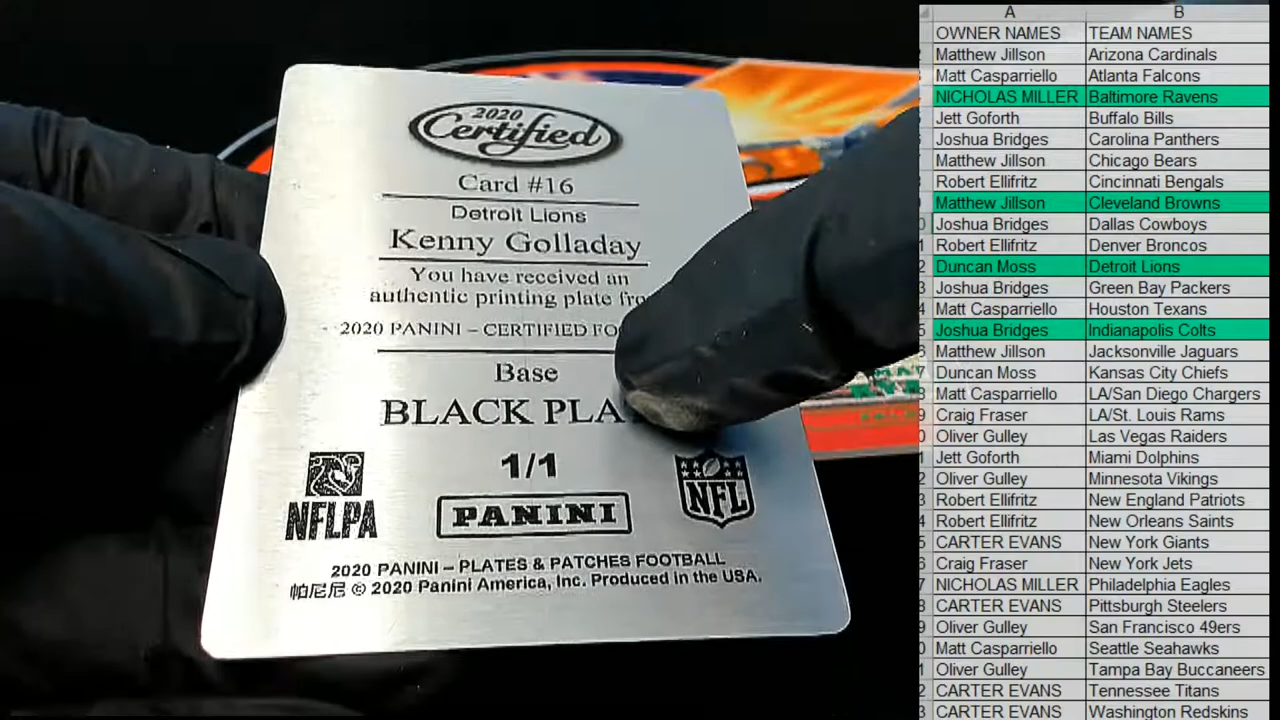 2020
Certified
Card #16
Detroit Lions
Kenny Golladay
You have received an
authentic printing plate
2020 PANINI – CERTIFIED
Base
BLACK
1/1
NFLPA
PANINI
NFL
2020 PANINI – PLATES & PATCHES FOOTBALL
帕尼尼 © 2020 Panini America, Inc. Produced in the USA.
A B
OWNER NAMES TEAM NAMES
Matthew Jillson Arizona Cardinals
Matt Casparriello Atlanta Falcons
NICHOLAS MILLER Baltimore Ravens
Jett Goforth Buffalo Bills
Joshua Bridges Carolina Panthers
Matthew Jillson Chicago Bears
Robert Ellifritz Cincinnati Bengals
Matthew Jillson Cleveland Browns
Joshua Bridges Dallas Cowboys
Robert Ellifritz Denver Broncos
Duncan Moss Detroit Lions
Joshua Bridges Green Bay Packers
Matt Casparriello Houston Texans
Joshua Bridges Indianapolis Colts
Matthew Jillson Jacksonville Jaguars
Duncan Moss Kansas City Chiefs
Matt Casparriello LA/San Diego Chargers
Craig Fraser LA/St. Louis Rams
Oliver Gulley Las Vegas Raiders
Jett Goforth Miami Dolphins
Oliver Gulley Minnesota Vikings
Robert Ellifritz New England Patriots
Robert Ellifritz New Orleans Saints
CARTER EVANS New York Giants
Craig Fraser New York Jets
NICHOLAS MILLER Philadelphia Eagles
CARTER EVANS Pittsburgh Steelers
Oliver Gulley San Francisco 49ers
Matt Casparriello Seattle Seahawks
Oliver Gulley Tampa Bay Buccaneers
CARTER EVANS Tennessee Titans
CARTER EVANS Washington Redskins